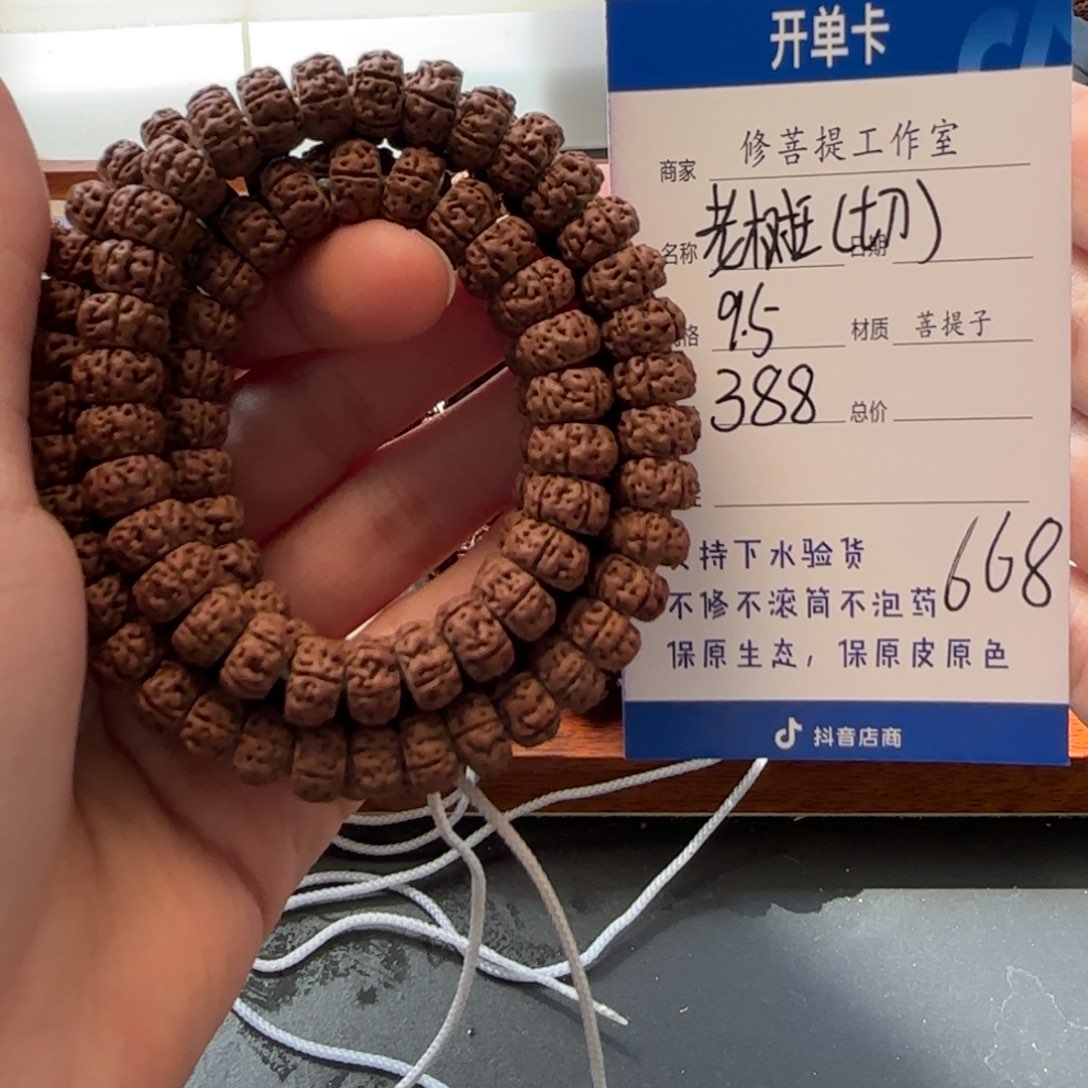 开单卡
商家 修菩提工作室
名称 老树桩(切) 日期
格 9.5 材质 菩提子
388 总价
持下水验货
不修不滚筒不泡药 668
保原生态，保原皮原色
抖音店商